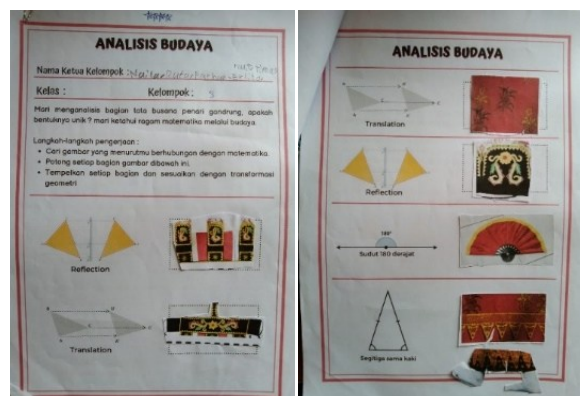 ANALISIS BUDAYA
Nama Ketua Kelompok :
Kelas : Kelompok :
Mari menganalisis bagian tata busana penari gandrung, apakah
bentuknya unik ? mari ketahui ragam matematika melalui budaya.
Langkah-langkah pengerjaan :
Cari gambar yang menurutmu berhubungan dengan matematika.
Potong setiap bagian gambar dibawah ini.
Tempelkan setiap bagian dan sesuaikan dengan transformasi
geometri
Reflection
Translation
ANALISIS BUDAYA
Translation
Reflection
180°
Sudut 180 derajat
Segitiga sama kaki